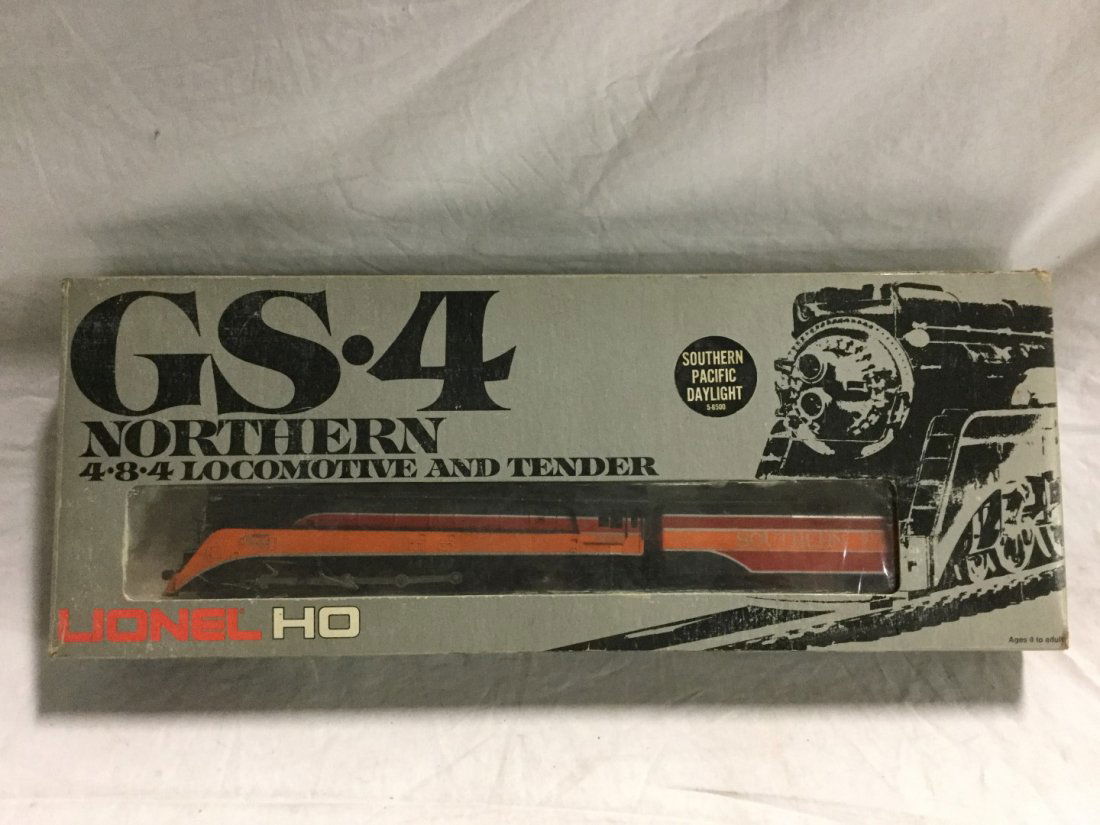 GS·4
NORTHERN
4·8·4 LOCOMOTIVE AND TENDER
SOUTHERN
PACIFIC
DAYLIGHT
5-8500
SOUTHERN
LIONEL HO
Ages 8 to adult